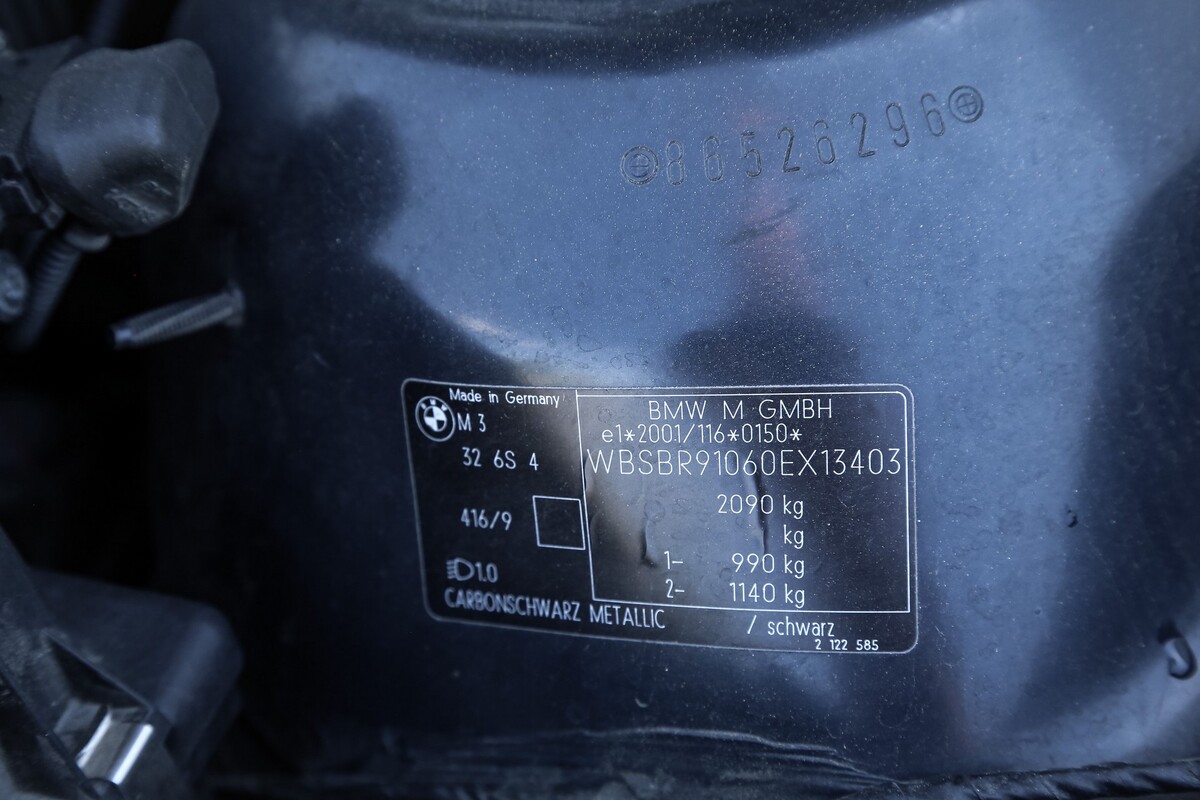 86526296
Made in Germany
M 3
32 6S 4
416/9
1.0
CARBONSCHWARZ METALLIC / schwarz
2 122 585
BMW M GMBH
e1*2001/116*0150*
WBSBR91060EX13403
2090 kg
kg
1- 990 kg
2- 1140 kg